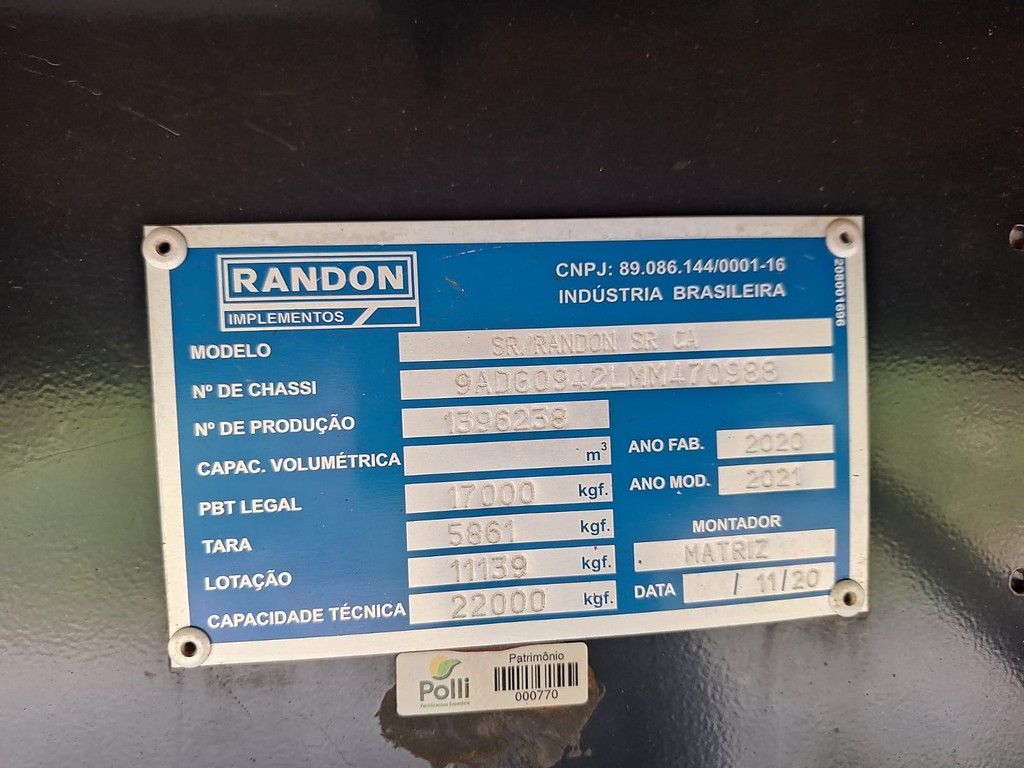 RANDON
IMPLEMENTOS
CNPJ: 89.086.144/0001-16
INDÚSTRIA BRASILEIRA
208001696
MODELO SR/RANDON SR CA
Nº DE CHASSI 9ADG0942LMM470988
Nº DE PRODUÇÃO 1396238
CAPAC. VOLUMÉTRICA m³
ANO FAB. 2020
PBT LEGAL 17000 kgf.
ANO MOD. 2021
TARA 5861 kgf.
MONTADOR
MATRIZ
LOTAÇÃO 11139 kgf.
DATA / 11/20
CAPACIDADE TÉCNICA 22000 kgf.
Polli
Patrimônio
000770